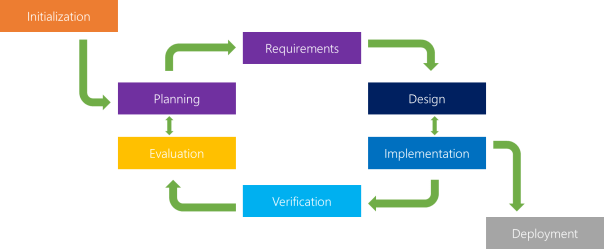 Initialization
Requirements
Planning
Design
Evaluation
Implementation
Verification
Deployment